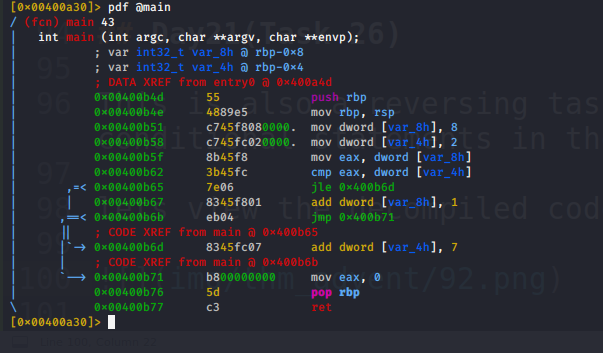 [0×00400a30]> pdf @main
/ (fcn) main 43
|   int main (int argc, char **argv, char **envp);
|           ; var int32_t var_8h @ rbp-0×8
|           ; var int32_t var_4h @ rbp-0×4
|           ; DATA XREF from entry0 @ 0×400a4d
|           0×00400b4d      55             push rbp
|           0×00400b4e      4889e5         mov rbp, rsp
|           0×00400b51      c745f8080000.  mov dword [var_8h], 8
|           0×00400b58      c745fc020000.  mov dword [var_4h], 2
|           0×00400b5f      8b45f8         mov eax, dword [var_8h]
|           0×00400b62      3b45fc         cmp eax, dword [var_4h]
|       ,=< 0×00400b65      7e06           jle 0×400b6d
|       |   0×00400b67      8345f801       add dword [var_8h], 1
|      ,==< 0×00400b6b      eb04           jmp 0×400b71
|      ||   ; CODE XREF from main @ 0×400b65
|      |`-> 0×00400b6d      8345fc07       add dword [var_4h], 7
|      |    ; CODE XREF from main @ 0×400b6b
|      `--> 0×00400b71      b800000000     mov eax, 0
|           0×00400b76      5d             pop rbp
\           0×00400b77      c3             ret
[0×00400a30]>